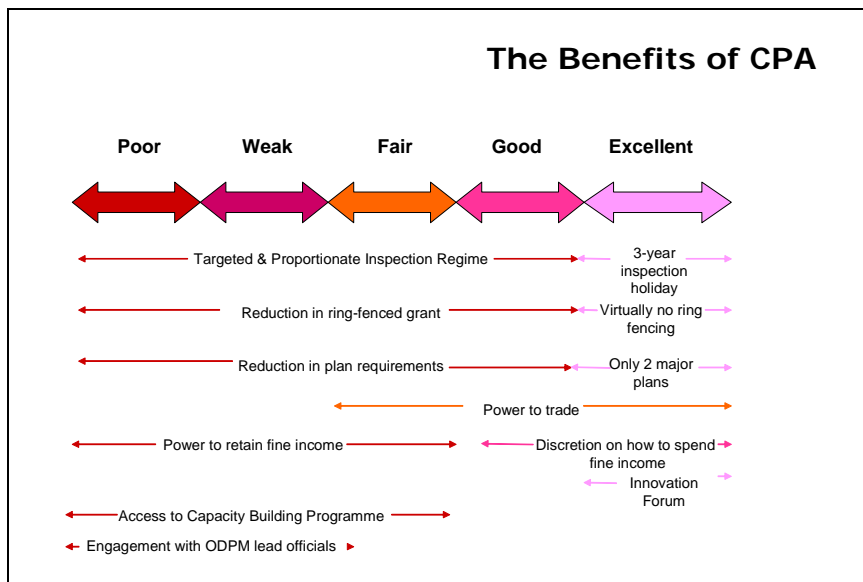 The Benefits of CPA
Poor Weak Fair Good Excellent
Targeted & Proportionate Inspection Regime
3-year
inspection
holiday
Reduction in ring-fenced grant
Virtually no ring
fencing
Reduction in plan requirements
Only 2 major
plans
Power to trade
Power to retain fine income
Discretion on how to spend
fine income
Innovation
Forum
Access to Capacity Building Programme
Engagement with ODPM lead officials